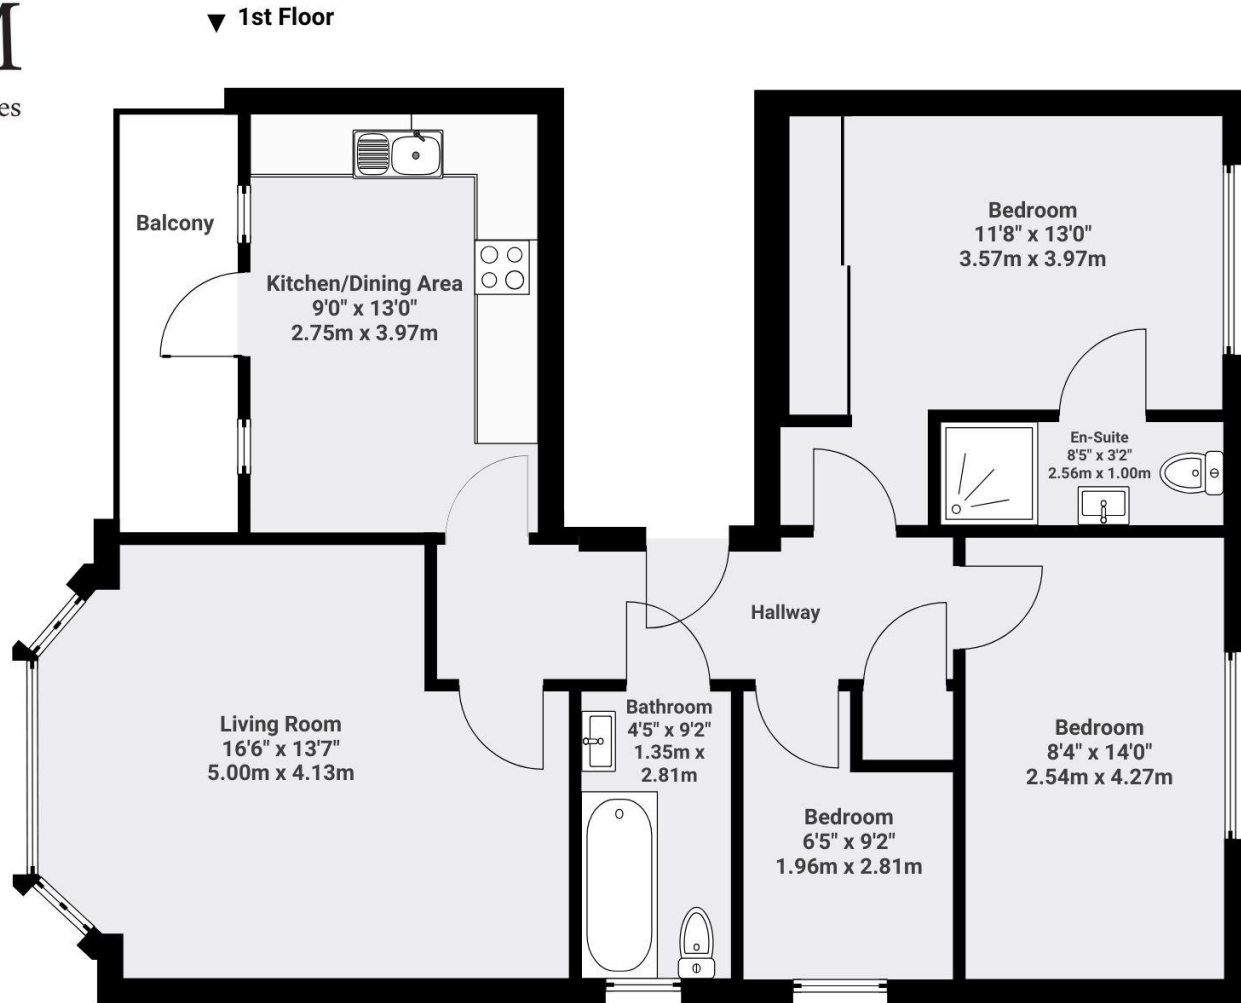 M
es
1st Floor
Balcony
Kitchen/Dining Area
9'0" x 13'0"
2.75m x 3.97m
Bedroom
11'8" x 13'0"
3.57m x 3.97m
En-Suite
8'5" x 3'2"
2.56m x 1.00m
Hallway
Living Room
16'6" x 13'7"
5.00m x 4.13m
Bathroom
4'5" x 9'2"
1.35m x
2.81m
Bedroom
6'5" x 9'2"
1.96m x 2.81m
Bedroom
8'4" x 14'0"
2.54m x 4.27m